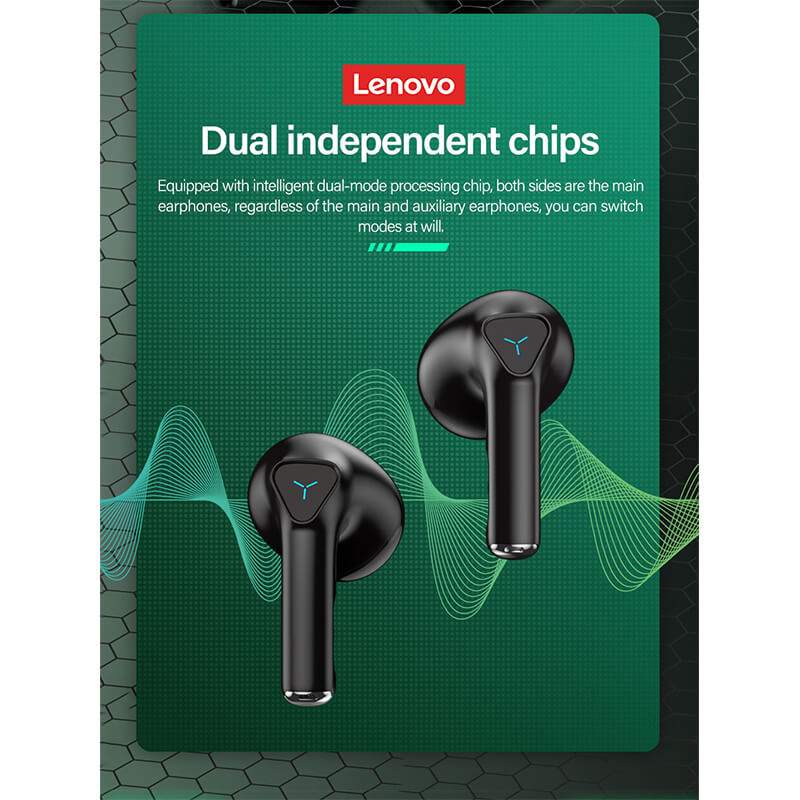 Lenovo
Dual independent chips
Equipped with intelligent dual-mode processing chip, both sides are the main
earphones, regardless of the main and auxiliary earphones, you can switch
modes at will.